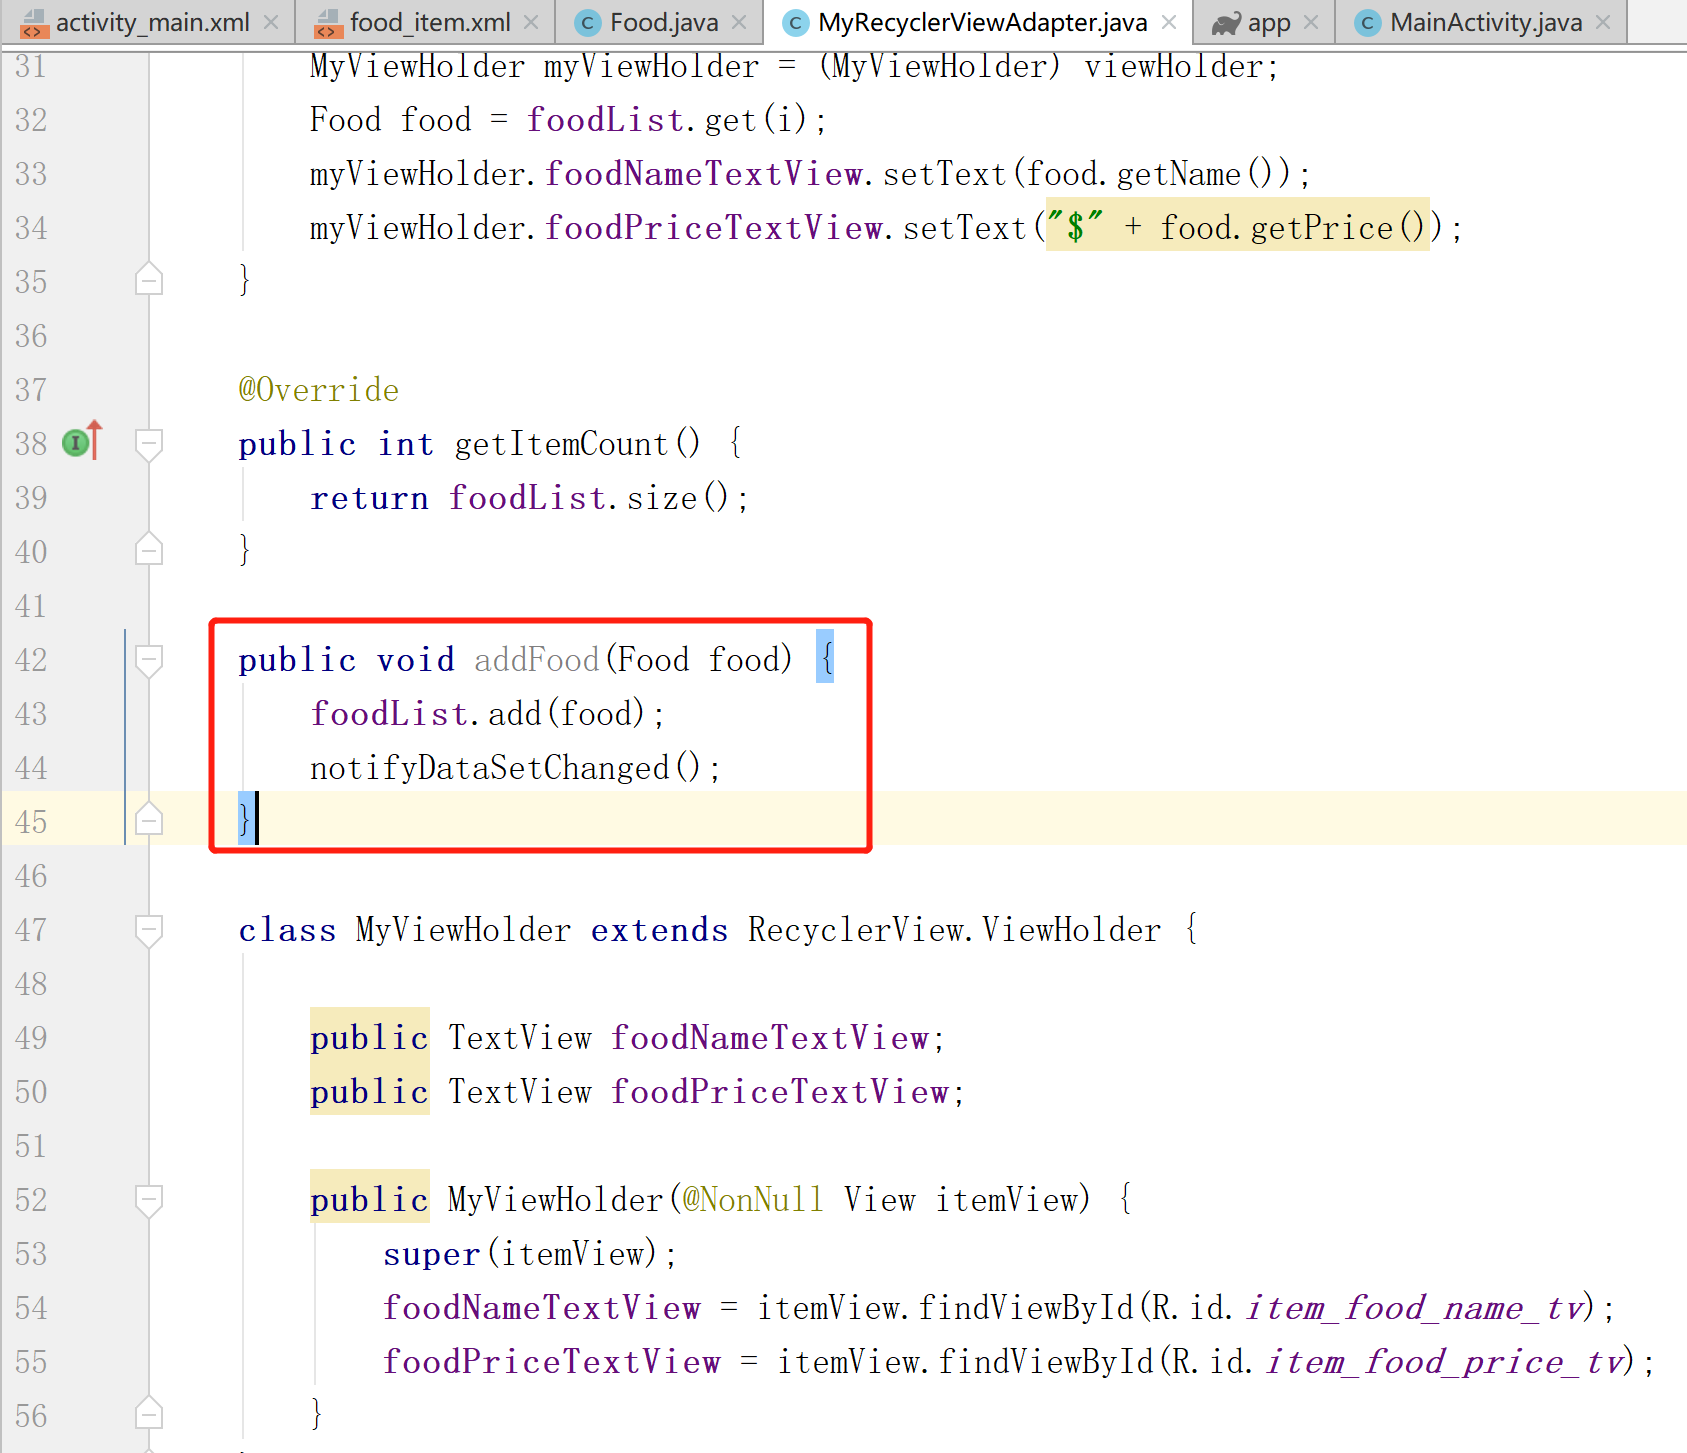 activity_main.xml food_item.xml Food.java MyRecyclerViewAdapter.java app MainActivity.java
31 MyViewHolder myViewHolder = (MyViewHolder) viewHolder;
32 Food food = foodList.get(i);
33 myViewHolder.foodNameTextView.setText(food.getName());
34 myViewHolder.foodPriceTextView.setText("$" + food.getPrice());
35 }
36
37 @Override
38 public int getItemCount() {
39 return foodList.size();
40 }
41
42 public void addFood(Food food) {
43 foodList.add(food);
44 notifyDataSetChanged();
45 }
46
47 class MyViewHolder extends RecyclerView.ViewHolder {
48
49 public TextView foodNameTextView;
50 public TextView foodPriceTextView;
51
52 public MyViewHolder(@NonNull View itemView) {
53 super(itemView);
54 foodNameTextView = itemView.findViewById(R.id.item_food_name_tv);
55 foodPriceTextView = itemView.findViewById(R.id.item_food_price_tv);
56 }